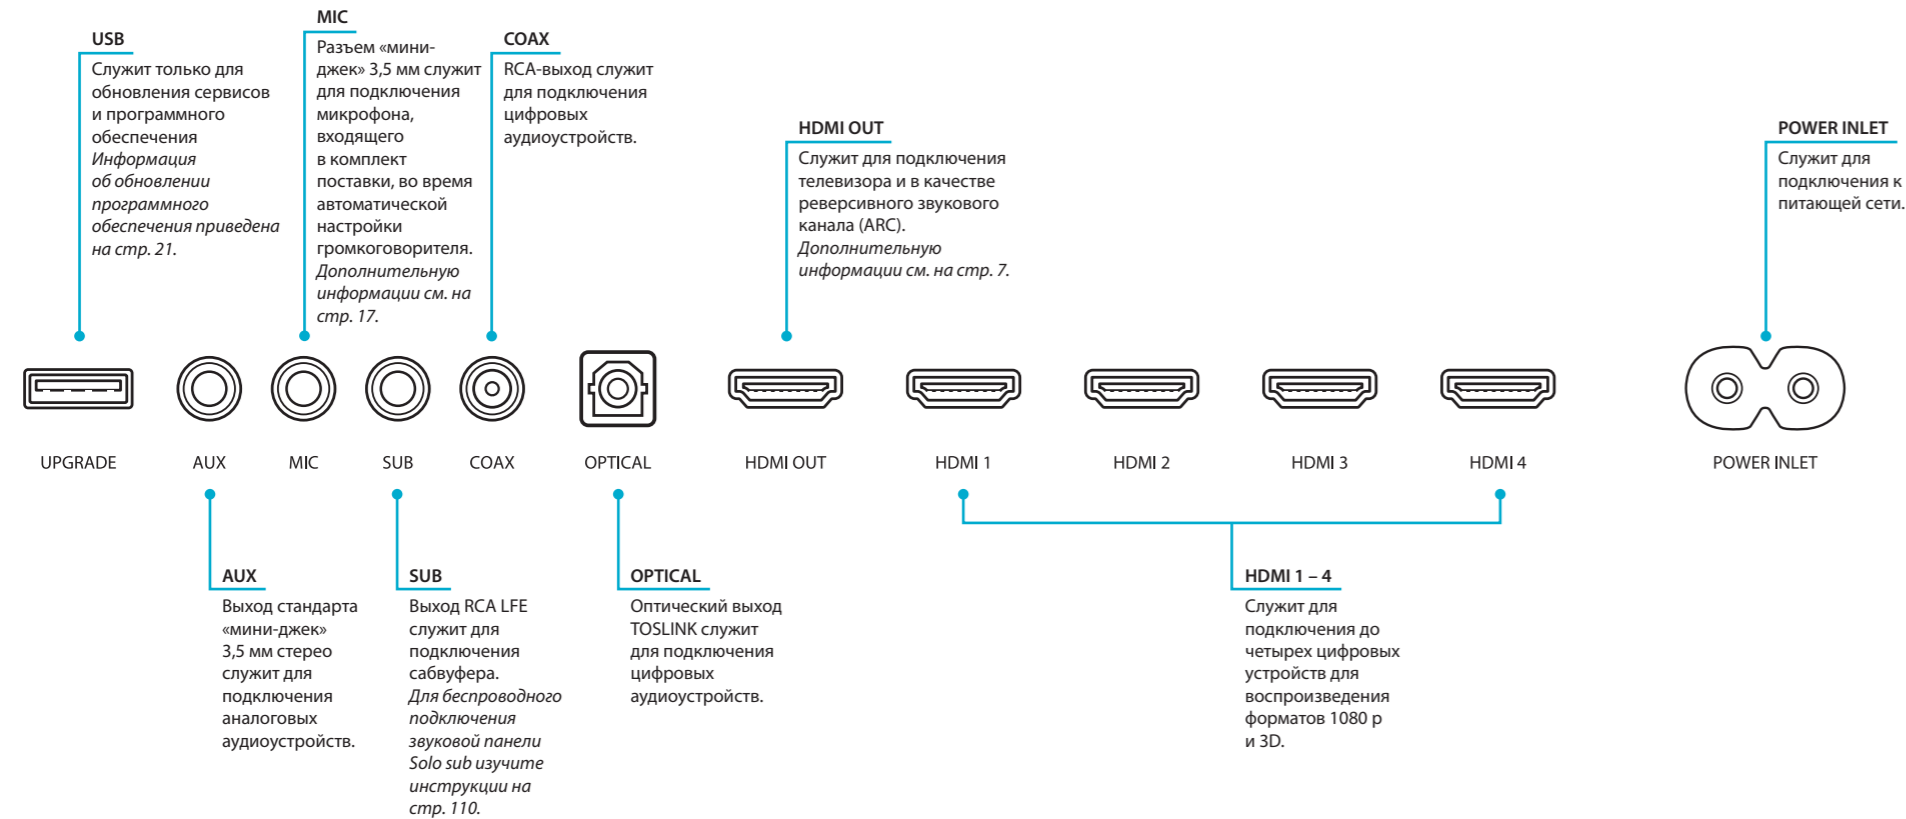 USB
Служит только для
обновления сервисов
и программного
обеспечения
Информация
об обновлении
программного
обеспечения приведена
на стр. 21.
MIC
Разъем «мини-
джек» 3,5 мм служит
для подключения
микрофона,
входящего
в комплект
поставки, во время
автоматической
настройки
громкоговорителя.
Дополнительную
информации см. на
стр. 17.
COAX
RCA-выход служит
для подключения
цифровых
аудиоустройств.
HDMI OUT
Служит для подключения
телевизора и в качестве
реверсивного звукового
канала (ARC).
Дополнительную
информации см. на стр. 7.
POWER INLET
Служит для
подключения к
питающей сети.
UPGRADE
AUX
MIC
SUB
COAX
OPTICAL
HDMI OUT
HDMI 1
HDMI 2
HDMI 3
HDMI 4
POWER INLET
AUX
Выход стандарта
«мини-джек»
3,5 мм стерео
служит для
подключения
аналоговых
аудиоустройств.
SUB
Выход RCA LFE
служит для
подключения
сабвуфера.
Для беспроводного
подключения
звуковой панели
Solo sub изучите
инструкции на
стр. 110.
OPTICAL
Оптический выход
TOSLINK служит
для подключения
цифровых
аудиоустройств.
HDMI 1 – 4
Служит для
подключения до
четырех цифровых
устройств для
воспроизведения
форматов 1080 p
и 3D.